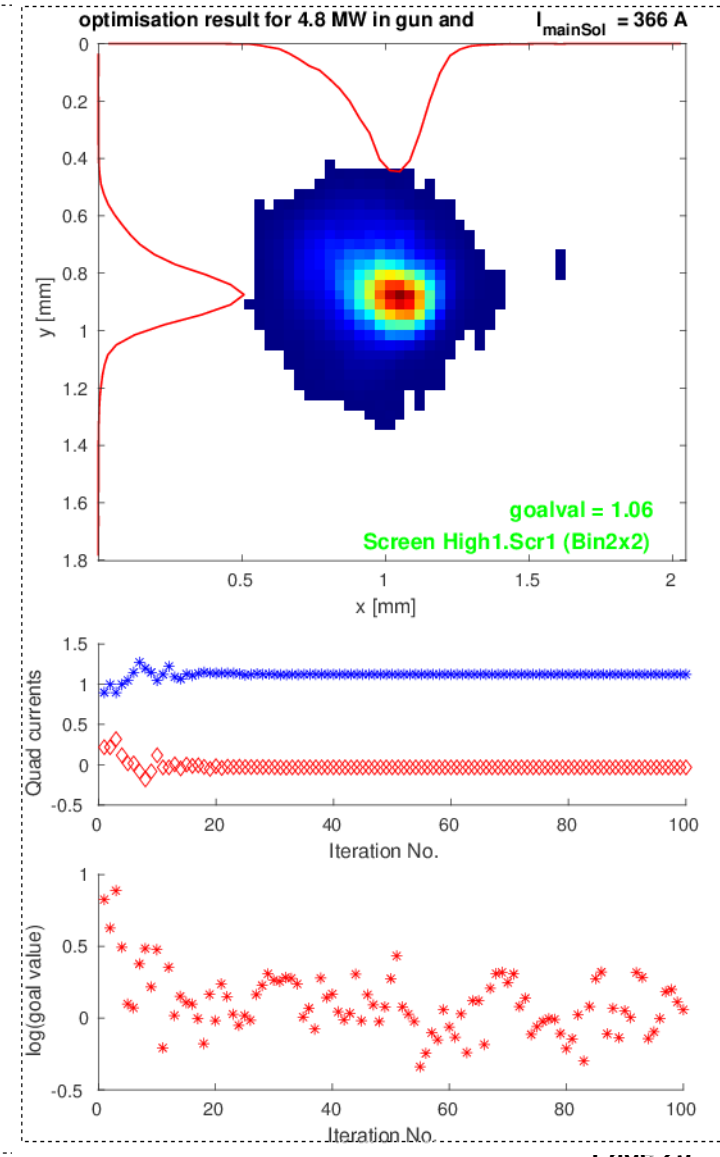 optimisation result for 4.8 MW in gun and I_mainSol = 366 A
0
0.2
0.4
0.6
0.8
1
1.2
1.4
1.6
1.8
y [mm]
goalval = 1.06
Screen High1.Scr1 (Bin2x2)
0.5 1 1.5 2
x [mm]
1.5
1
0.5
0
-0.5
Quad currents
0 20 40 60 80 100
Iteration No.
1
0.5
0
-0.5
log(goal value)
0 20 40 60 80 100
Iteration No.